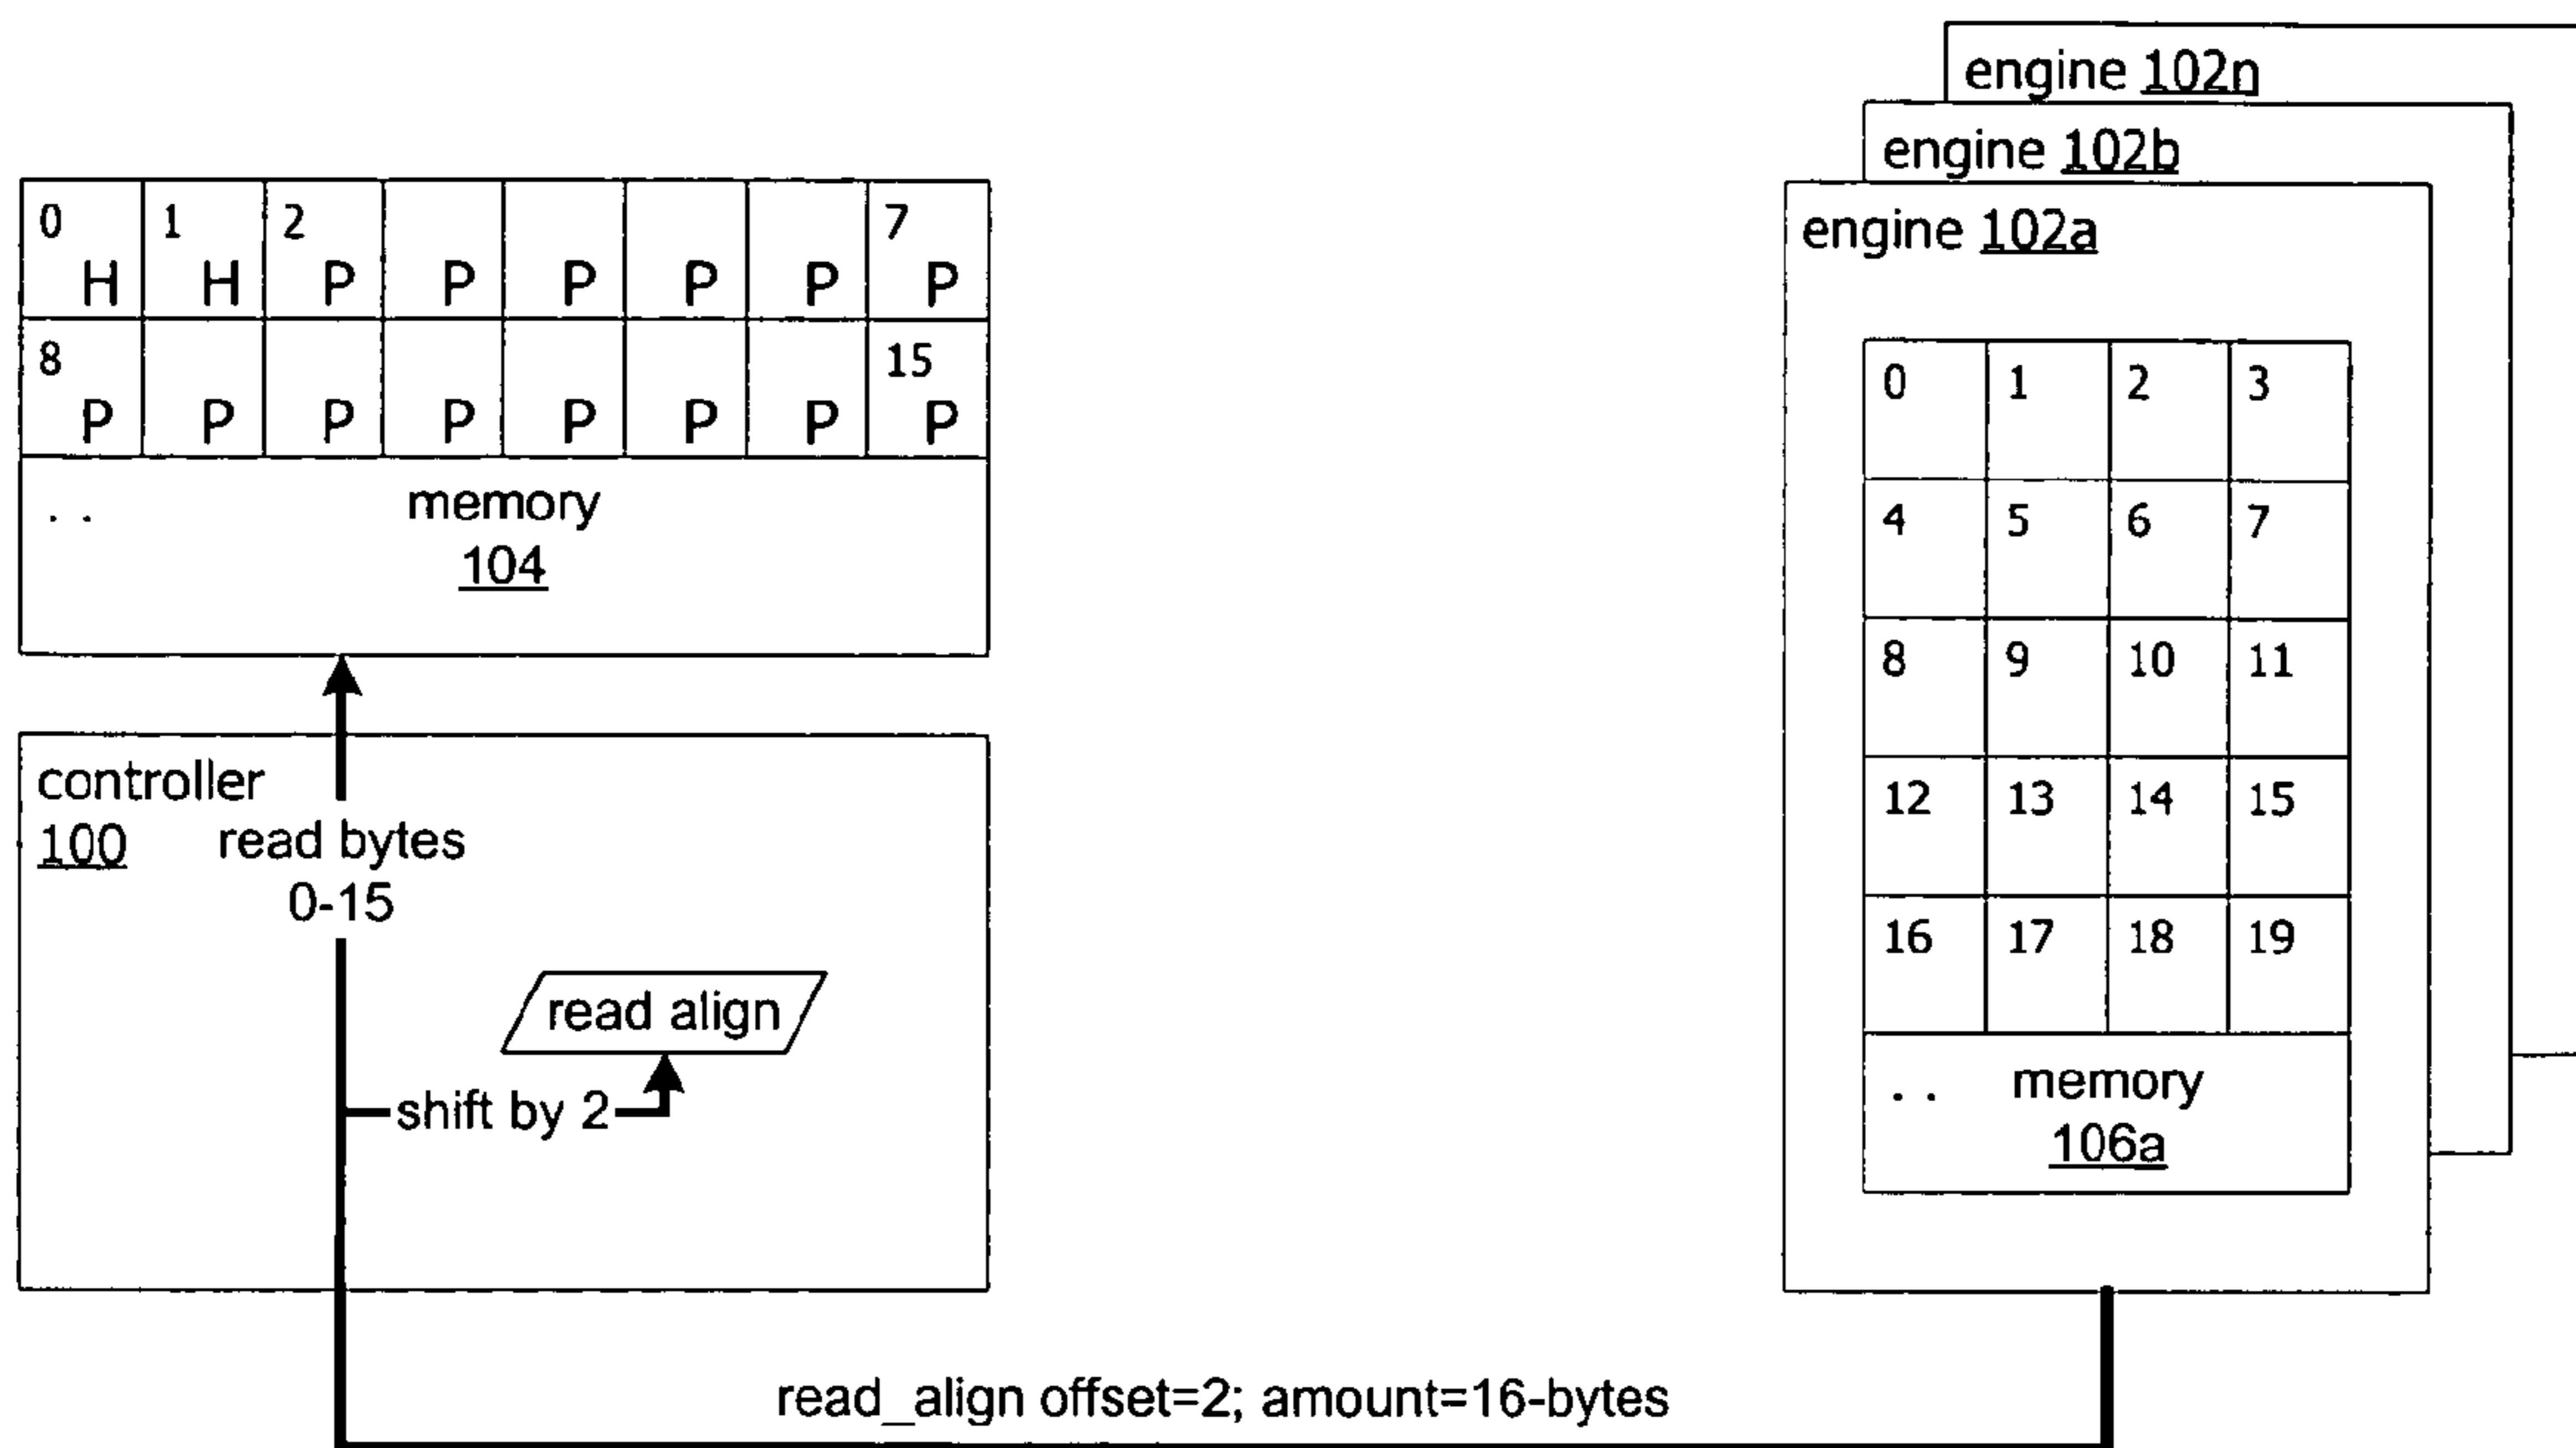 engine 102n
engine 102b
engine 102a
0 1 2 7
H H P P P P P P
8 15
P P P P P P P P
. . memory
104
controller
100
read bytes
0-15
read align
shift by 2
0 1 2 3
4 5 6 7
8 9 10 11
12 13 14 15
16 17 18 19
. . memory
106a
read_align offset=2; amount=16-bytes